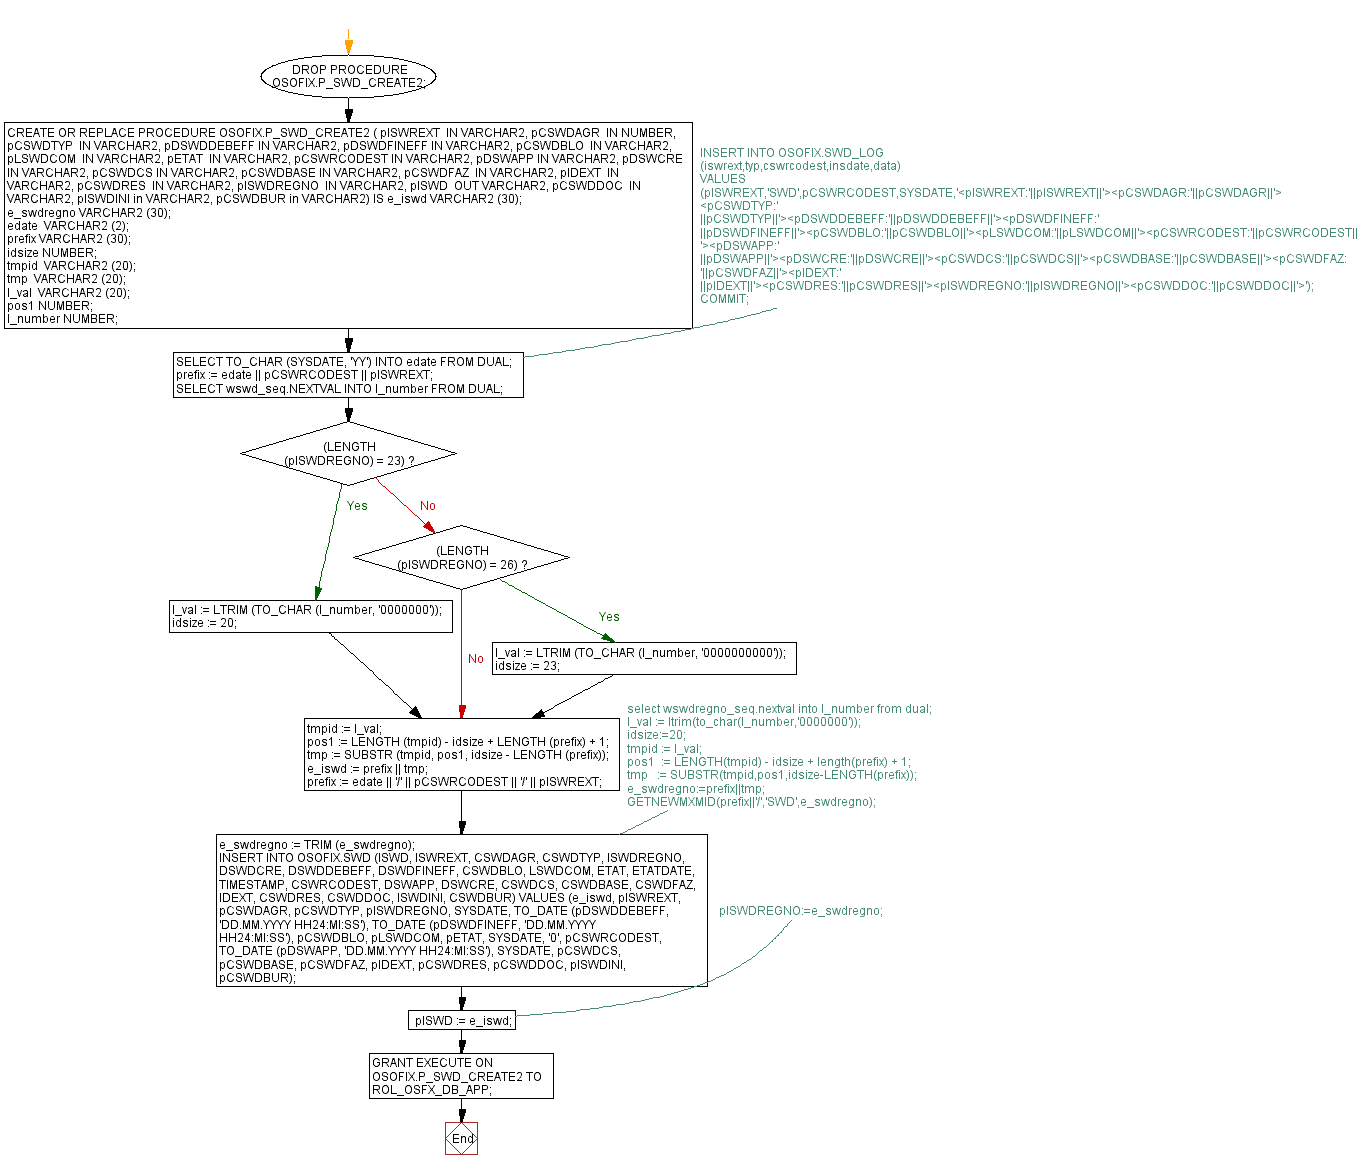 DROP PROCEDURE
OSOFIX.P_SWD_CREATE2;
CREATE OR REPLACE PROCEDURE OSOFIX.P_SWD_CREATE2 ( pISWREXT  IN VARCHAR2, pCSWDAGR  IN NUMBER,
pCSWDTYP  IN VARCHAR2, pDSWDDEBEFF IN VARCHAR2, pDSWDFINEFF IN VARCHAR2, pCSWDBLO  IN VARCHAR2,
pLSWDCOM  IN VARCHAR2, pETAT  IN VARCHAR2, pCSWRCODEST IN VARCHAR2, pDSWAPP IN VARCHAR2, pDSWCRE
IN VARCHAR2, pCSWDCS IN VARCHAR2, pCSWDBASE IN VARCHAR2, pCSWDFAZ  IN VARCHAR2, pIDEXT  IN
VARCHAR2, pCSWDRES  IN VARCHAR2, pISWDREGNO  IN VARCHAR2, pISWD  OUT VARCHAR2, pCSWDDOC  IN
VARCHAR2, pISWDINI in VARCHAR2, pCSWDBUR in VARCHAR2) IS e_iswd VARCHAR2 (30);
e_swdregno VARCHAR2 (30);
edate  VARCHAR2 (2);
prefix VARCHAR2 (30);
idsize NUMBER;
tmpid  VARCHAR2 (20);
tmp  VARCHAR2 (20);
l_val  VARCHAR2 (20);
pos1 NUMBER;
l_number NUMBER;
INSERT INTO OSOFIX.SWD_LOG
(iswrext,typ,cswrcodest,insdate,data)
VALUES
(pISWREXT,'SWD',pCSWRCODEST,SYSDATE,'<pISWREXT:'||pISWREXT||'><pCSWDAGR:'||pCSWDAGR||'>
<pCSWDTYP:'
||pCSWDTYP||'><pDSWDDEBEFF:'||pDSWDDEBEFF||'><pDSWDFINEFF:'
||pDSWDFINEFF||'><pCSWDBLO:'||pCSWDBLO||'><pLSWDCOM:'||pLSWDCOM||'><pCSWRCODEST:'||pCSWRCODEST||
'><pDSWAPP:'
||pDSWAPP||'><pDSWCRE:'||pDSWCRE||'><pCSWDCS:'||pCSWDCS||'><pCSWDBASE:'||pCSWDBASE||'><pCSWDFAZ:
'||pCSWDFAZ||'><pIDEXT:'
||pIDEXT||'><pCSWDRES:'||pCSWDRES||'><pISWDREGNO:'||pISWDREGNO||'><pCSWDDOC:'||pCSWDDOC||'>');
COMMIT;
SELECT TO_CHAR (SYSDATE, 'YY') INTO edate FROM DUAL;
prefix := edate || pCSWRCODEST || pISWREXT;
SELECT wswd_seq.NEXTVAL INTO l_number FROM DUAL;
(LENGTH
(pISWDREGNO) = 23) ?
Yes
No
(LENGTH
(pISWDREGNO) = 26) ?
l_val := LTRIM (TO_CHAR (l_number, '0000000'));
idsize := 20;
Yes
No
l_val := LTRIM (TO_CHAR (l_number, '0000000000'));
idsize := 23;
tmpid := l_val;
pos1 := LENGTH (tmpid) - idsize + LENGTH (prefix) + 1;
tmp := SUBSTR (tmpid, pos1, idsize - LENGTH (prefix));
e_iswd := prefix || tmp;
prefix := edate || '/' || pCSWRCODEST || '/' || pISWREXT;
select wswdregno_seq.nextval into l_number from dual;
l_val := ltrim(to_char(l_number,'0000000'));
idsize:=20;
tmpid := l_val;
pos1  := LENGTH(tmpid) - idsize + length(prefix) + 1;
tmp   := SUBSTR(tmpid,pos1,idsize-LENGTH(prefix));
e_swdregno:=prefix||tmp;
GETNEWMXMID(prefix||'/','SWD',e_swdregno);
e_swdregno := TRIM (e_swdregno);
INSERT INTO OSOFIX.SWD (ISWD, ISWREXT, CSWDAGR, CSWDTYP, ISWDREGNO,
DSWDCRE, DSWDDEBEFF, DSWDFINEFF, CSWDBLO, LSWDCOM, ETAT, ETATDATE,
TIMESTAMP, CSWRCODEST, DSWAPP, DSWCRE, CSWDCS, CSWDBASE, CSWDFAZ,
IDEXT, CSWDRES, CSWDDOC, ISWDINI, CSWDBUR) VALUES (e_iswd, pISWREXT,
pCSWDAGR, pCSWDTYP, pISWDREGNO, SYSDATE, TO_DATE (pDSWDDEBEFF,
'DD.MM.YYYY HH24:MI:SS'), TO_DATE (pDSWDFINEFF, 'DD.MM.YYYY
HH24:MI:SS'), pCSWDBLO, pLSWDCOM, pETAT, SYSDATE, '0', pCSWRCODEST,
TO_DATE (pDSWAPP, 'DD.MM.YYYY HH24:MI:SS'), SYSDATE, pCSWDCS,
pCSWDBASE, pCSWDFAZ, pIDEXT, pCSWDRES, pCSWDDOC, pISWDINI,
pCSWDBUR);
pISWDREGNO:=e_swdregno;
pISWD := e_iswd;
GRANT EXECUTE ON
OSOFIX.P_SWD_CREATE2 TO
ROL_OSFX_DB_APP;
End